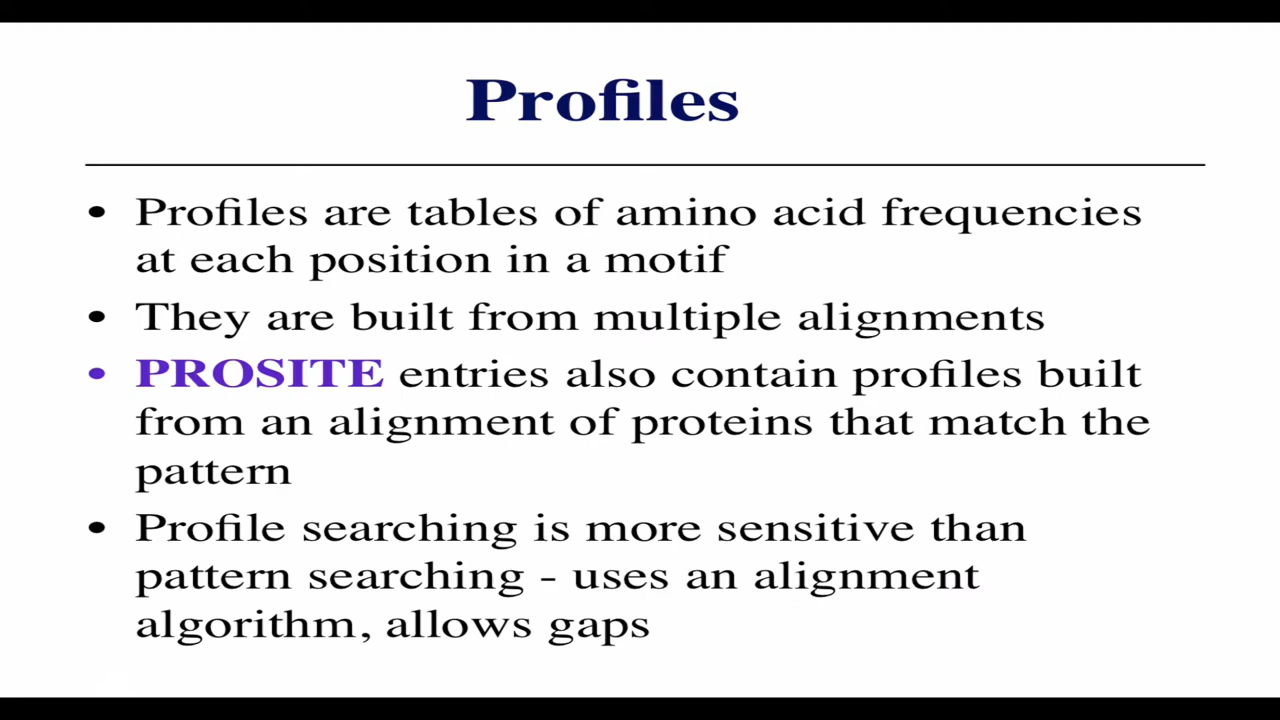 Profiles
• Profiles are tables of amino acid frequencies
at each position in a motif
• They are built from multiple alignments
• PROSITE entries also contain profiles built
from an alignment of proteins that match the
pattern
• Profile searching is more sensitive than
pattern searching - uses an alignment
algorithm, allows gaps